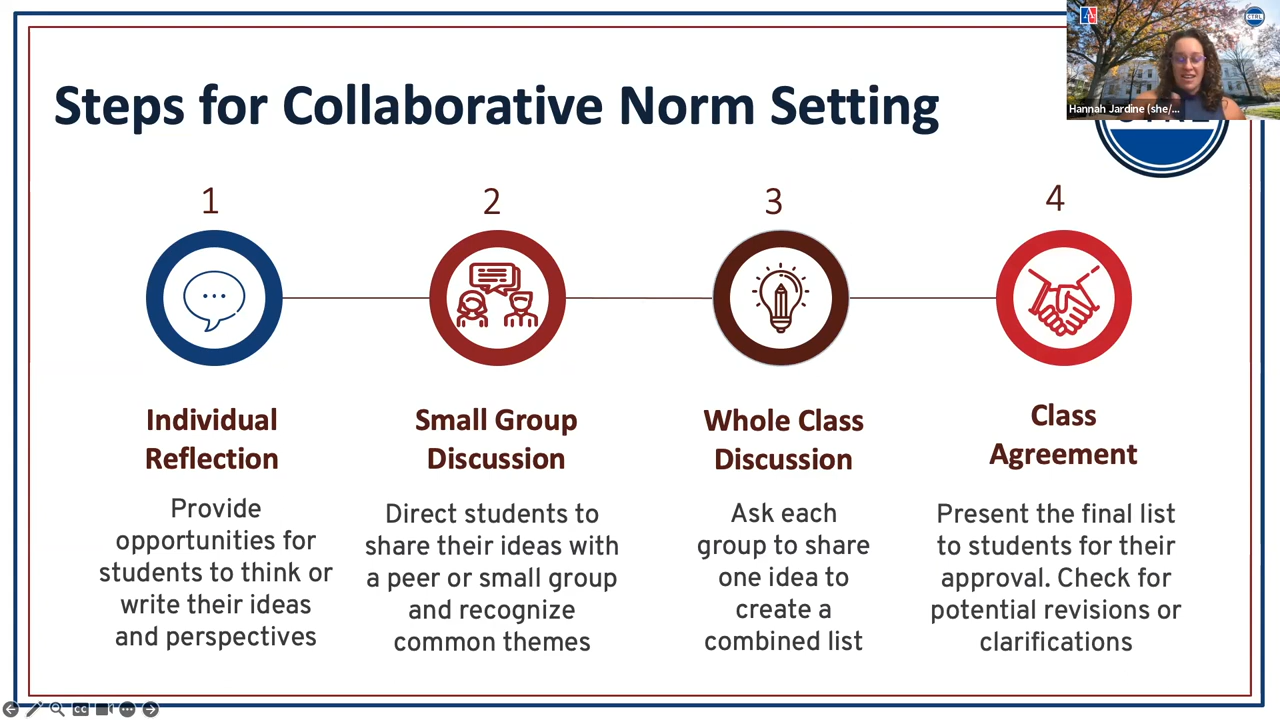 Steps for Collaborative Norm Setting
CTRL
Hannah Jardine (she/...
1
2
3
4
Individual
Reflection
Provide
opportunities for
students to think or
write their ideas
and perspectives
Small Group
Discussion
Direct students to
share their ideas with
a peer or small group
and recognize
common themes
Whole Class
Discussion
Ask each
group to share
one idea to
create a
combined list
Class
Agreement
Present the final list
to students for their
approval. Check for
potential revisions or
clarifications
CC